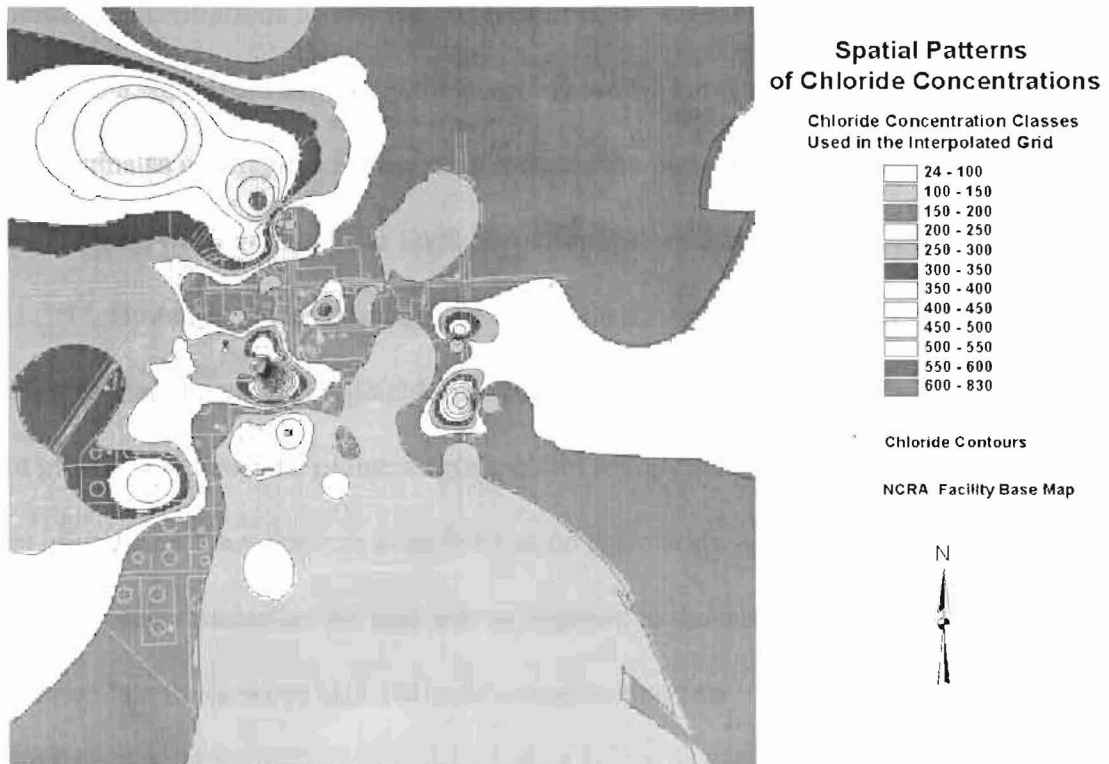 Spatial Patterns
of Chloride Concentrations
Chloride Concentration Classes
Used in the Interpolated Grid
24 - 100
100 - 150
150 - 200
200 - 250
250 - 300
300 - 350
350 - 400
400 - 450
450 - 500
500 - 550
550 - 600
600 - 830
Chloride Contours
NCRA Facility Base Map
N